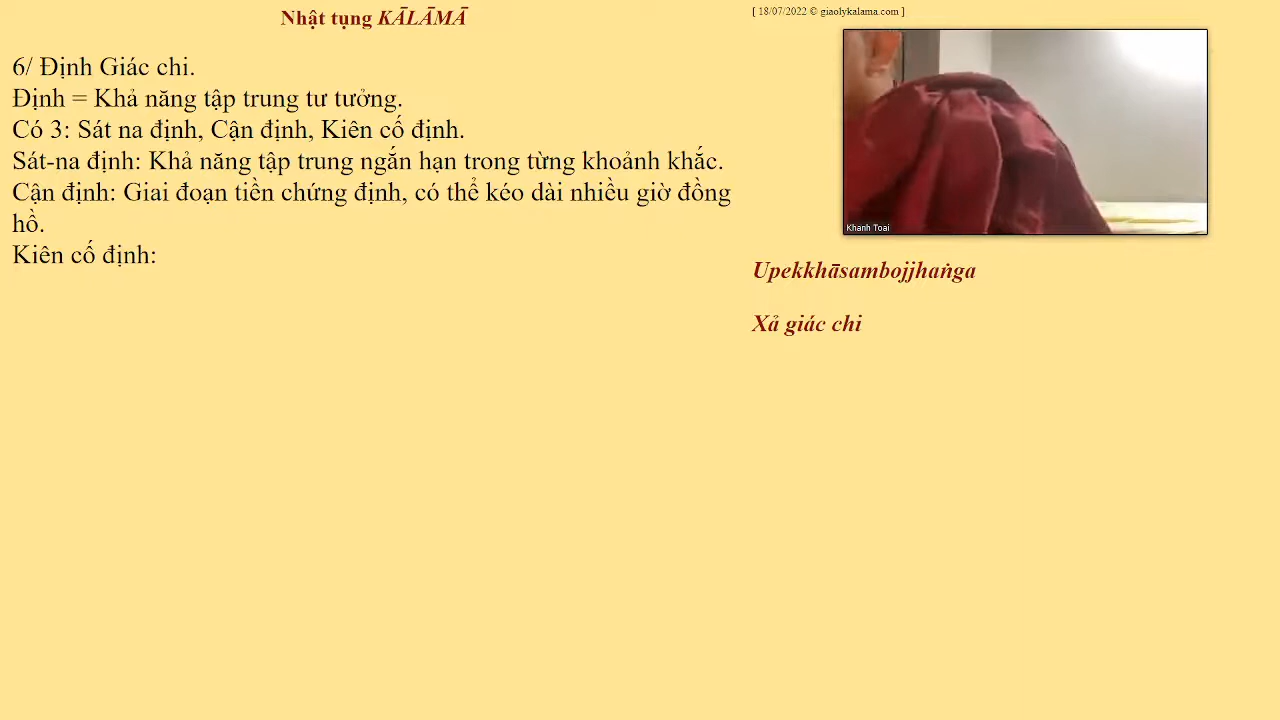 Nhật tụng KĀLĀMĀ
6/ Định Giác chi.
Định = Khả năng tập trung tư tưởng.
Có 3: Sát na định, Cận định, Kiên cố định.
Sát-na định: Khả năng tập trung ngắn hạn trong từng khoảnh khắc.
Cận định: Giai đoạn tiền chứng định, có thể kéo dài nhiều giờ đồng
hồ.
Kiên cố định:
[ 18/07/2022 © giaolykalama.com ]
Khanh Toai
Upekkhāsambojjhaṅga
Xả giác chi